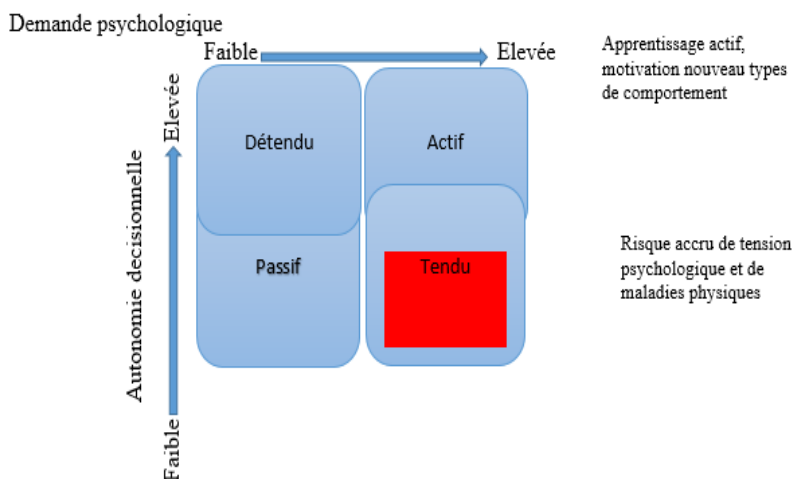 Demande psychologique
Faible
Elevée
Apprentissage actif,
motivation nouveau types
de comportement
Elevée
Autonomie decisionnelle
Faible
Détendu
Actif
Passif
Tendu
Risque accru de tension
psychologique et de
maladies physiques